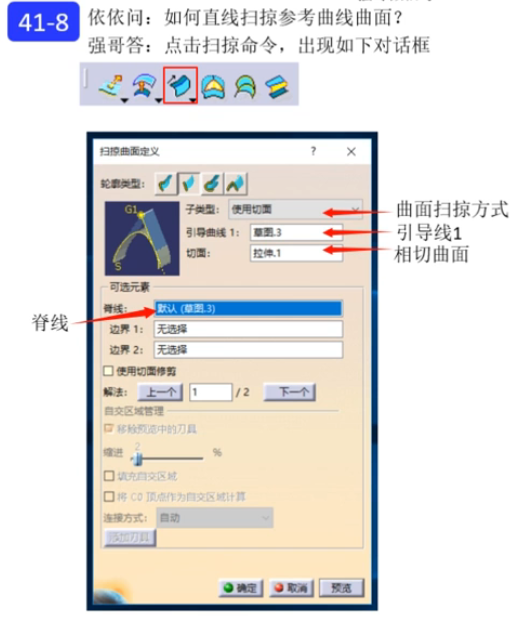 41-8
依依问：如何直线扫掠参考曲线曲面？
强哥答：点击扫掠命令，出现如下对话框
扫掠曲面定义 ? ×
轮廓类型：
G1
S
子类型： 使用切面
引导曲线 1： 草图.3
切面： 拉伸.1
曲面扫掠方式
引导线1
相切曲面
可选元素
脊线： 默认 (草图.3)
脊线
边界 1： 无选择
边界 2： 无选择
使用切面修剪
解法： 上一个 1 / 2 下一个
自交区域管理
移除预览中的刀具
缩进 2 %
填充自交区域
将 C0 顶点作为自交区域计算
连接方式： 自动
添加刀具
确定 取消 预览